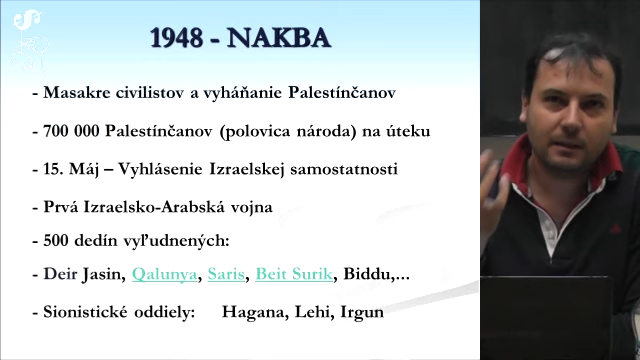 1948 - NAKBA
- Masakre civilistov a vyháňanie Palestínčanov
- 700 000 Palestínčanov (polovica národa) na úteku
- 15. Máj – Vyhlásenie Izraelskej samostatnosti
- Prvá Izraelsko-Arabská vojna
- 500 dedín vyľudnených:
- Deir Jasin, Qalunya, Saris, Beit Surik, Biddu,...
- Sionistické oddiely: Hagana, Lehi, Irgun